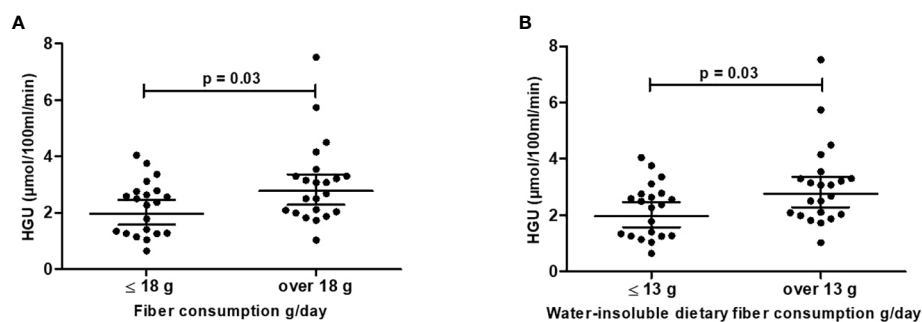 A
HGU (µmol/100ml/min)
8
6
4
2
0
p = 0.03
≤ 18 g
over 18 g
Fiber consumption g/day
B
HGU (µmol/100ml/min)
8
6
4
2
0
p = 0.03
≤ 13 g
over 13 g
Water-insoluble dietary fiber consumption g/day